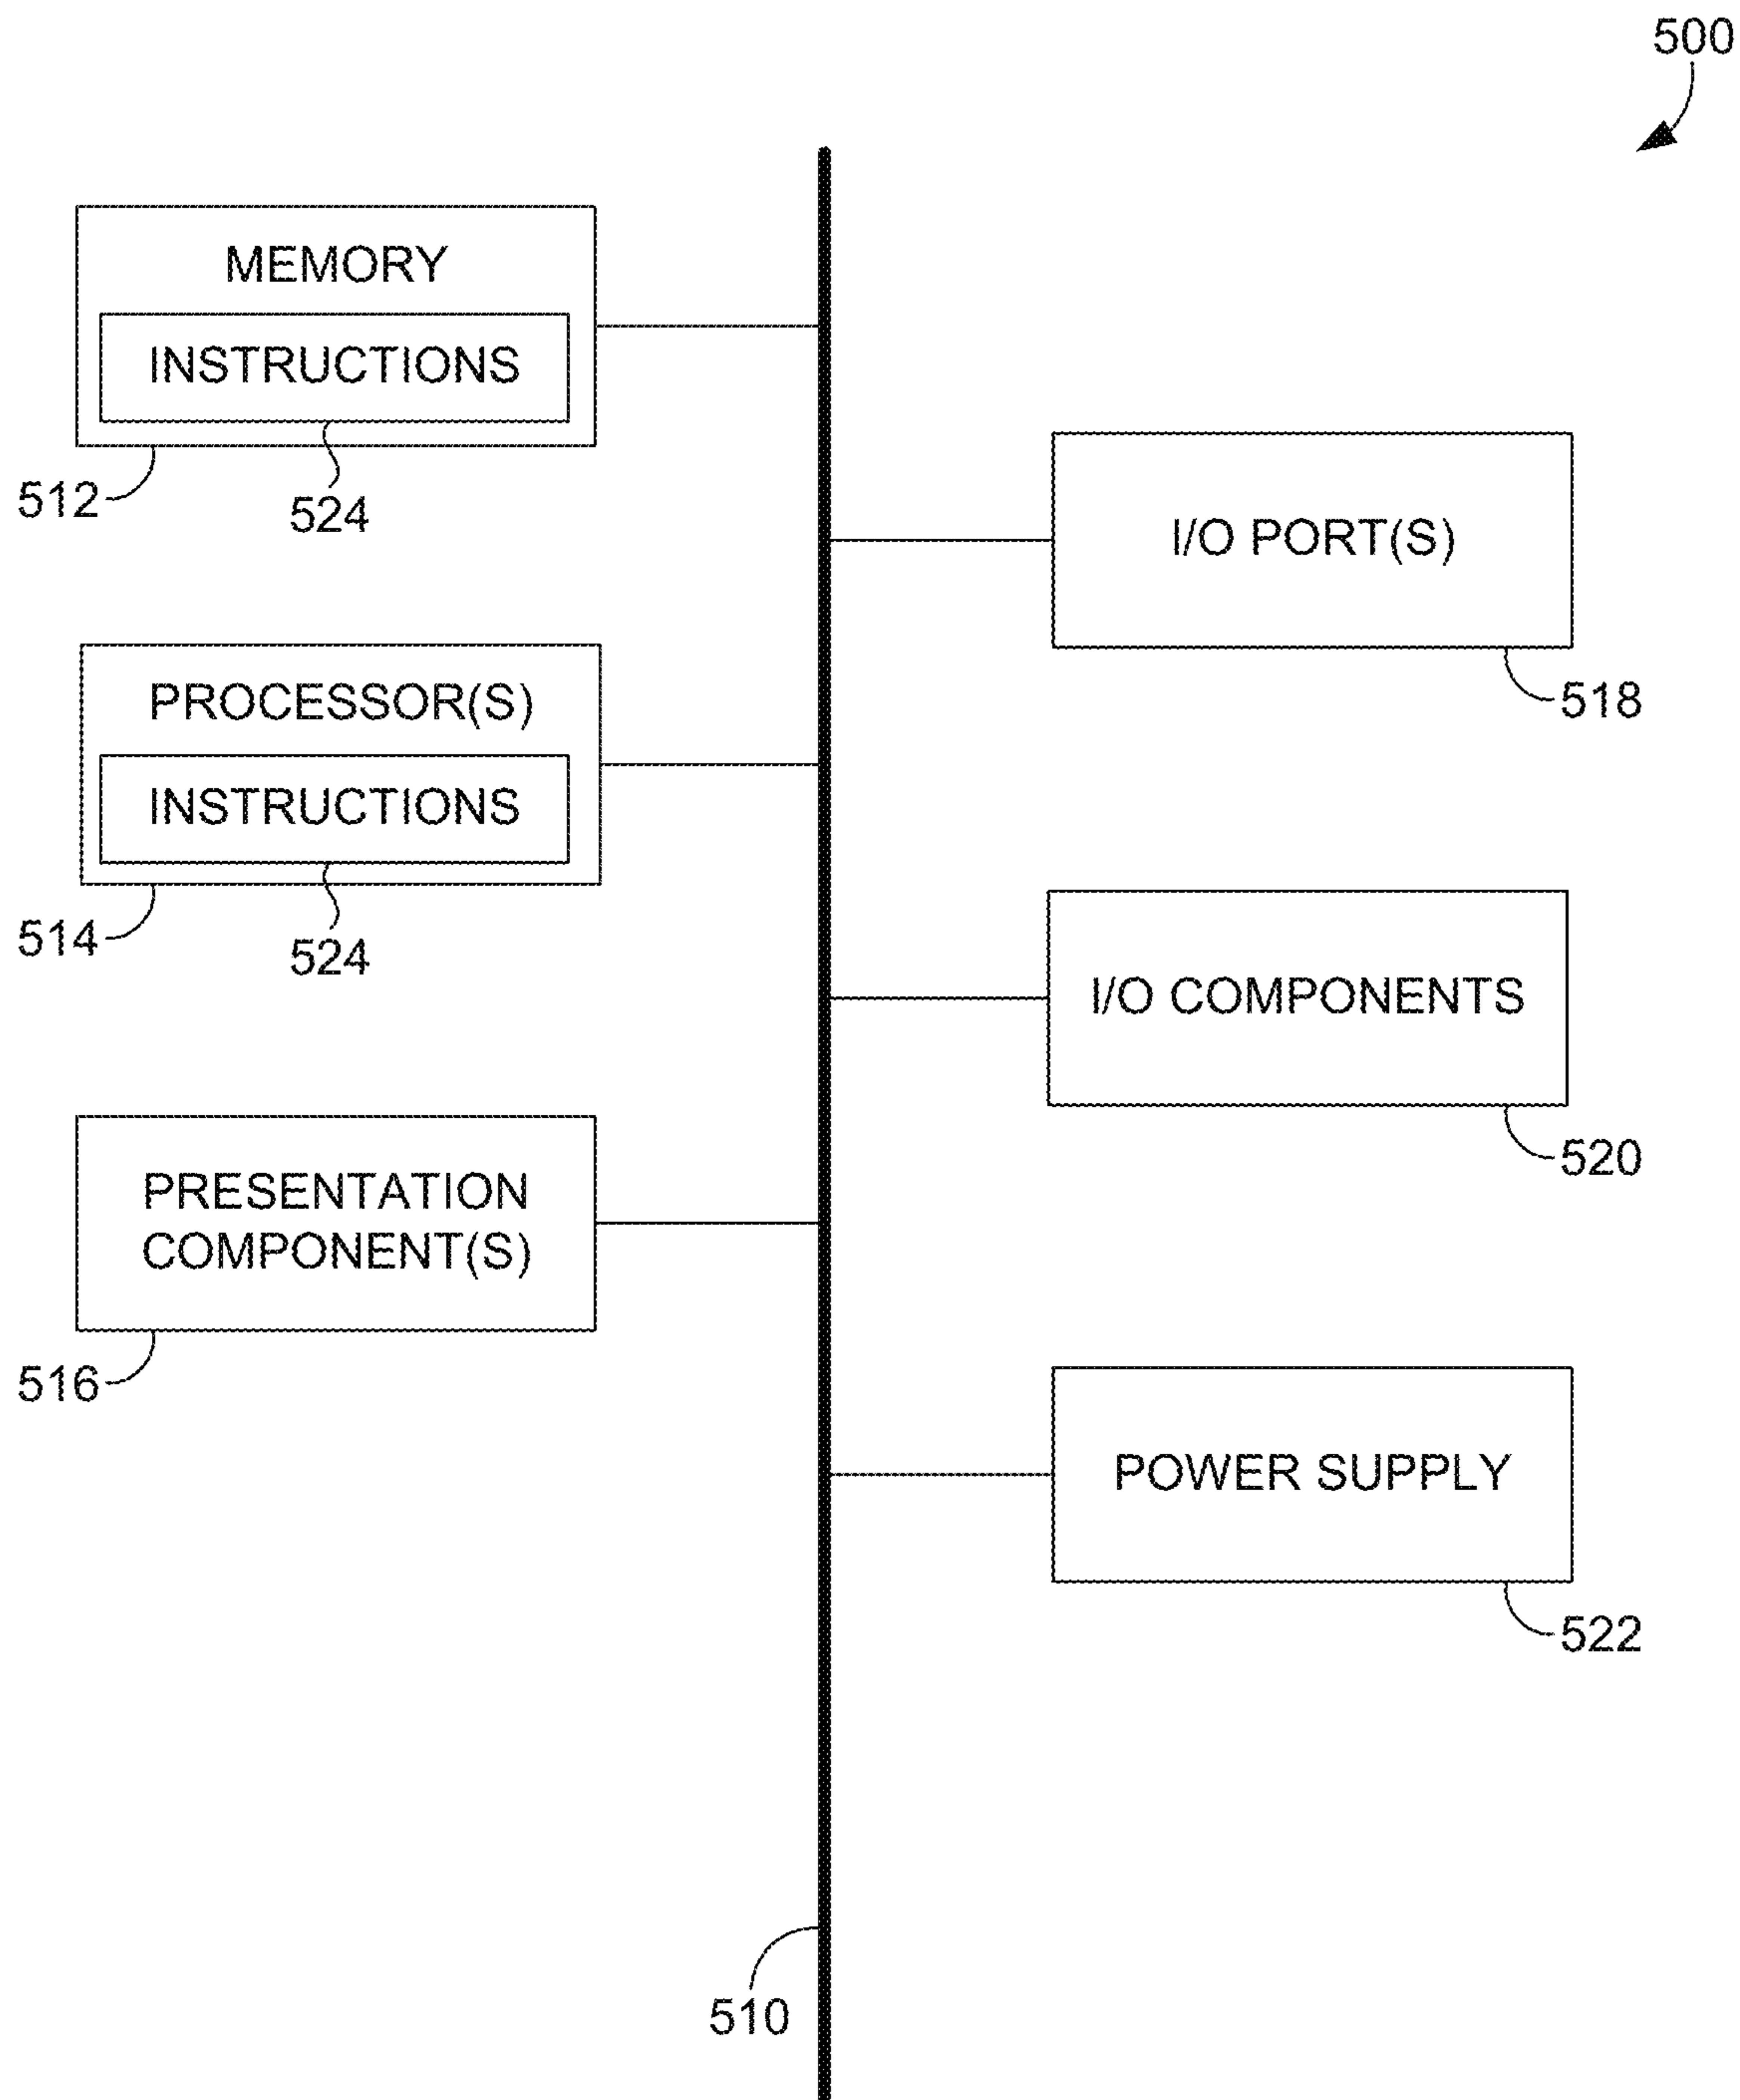 500
MEMORY
INSTRUCTIONS
512
524
I/O PORT(S)
518
PROCESSOR(S)
INSTRUCTIONS
514
524
I/O COMPONENTS
520
PRESENTATION
COMPONENT(S)
516
POWER SUPPLY
522
510